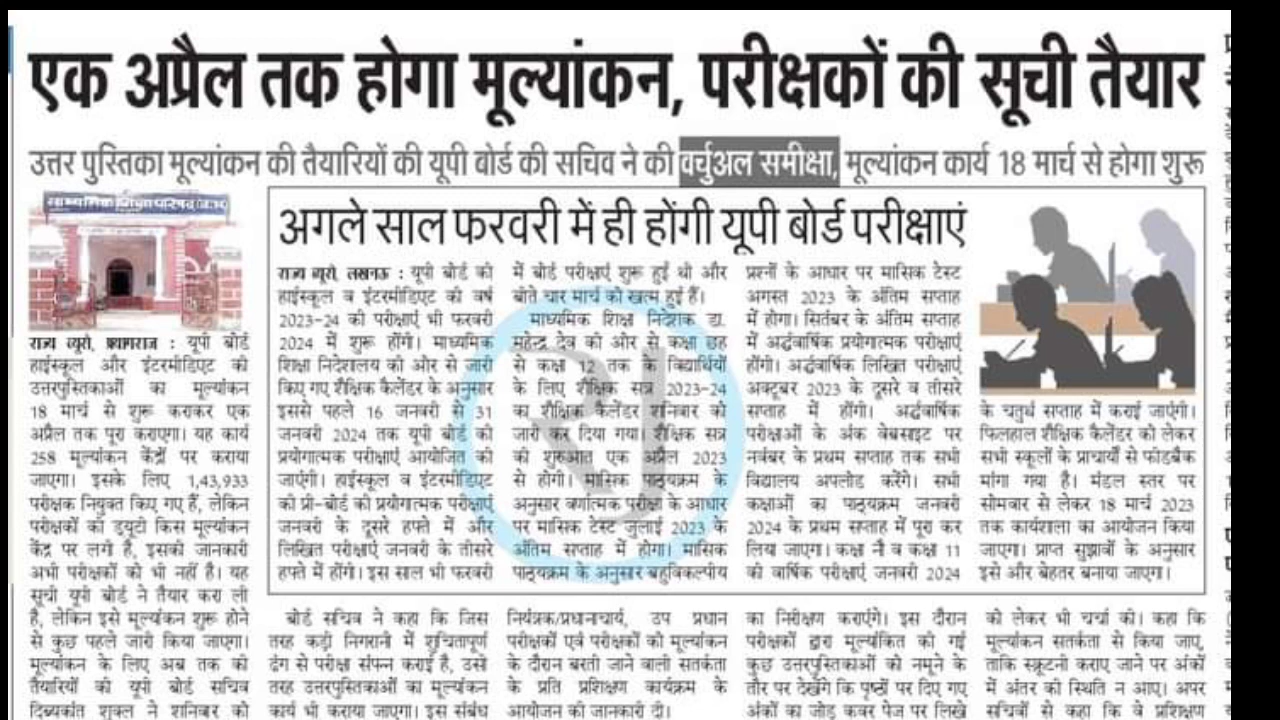 एक अप्रैल तक होगा मूल्यांकन, परीक्षकों की सूची तैयार
उत्तर पुस्तिका मूल्यांकन की तैयारियों की यूपी बोर्ड की सचिव ने की वर्चुअल समीक्षा, मूल्यांकन कार्य 18 मार्च से होगा शुरू
माध्यमिक शिक्षा परिषद (उ.प्र.)
राज्य ब्यूरो, प्रयागराज : यूपी बोर्ड
हाईस्कूल और इंटरमीडिएट की
उत्तरपुस्तिकाओं का मूल्यांकन
18 मार्च से शुरू कराकर एक
अप्रैल तक पूरा कराएगा। यह कार्य
258 मूल्यांकन केंद्रों पर कराया
जाएगा। इसके लिए 1,43,933
परीक्षक नियुक्त किए गए हैं, लेकिन
परीक्षकों की ड्यूटी किस मूल्यांकन
केंद्र पर लगी है, इसकी जानकारी
अभी परीक्षकों को भी नहीं है। यह
सूची यूपी बोर्ड ने तैयार करा ली
है, लेकिन इसे मूल्यांकन शुरू होने
से कुछ पहले जारी किया जाएगा।
मूल्यांकन के लिए अब तक की
तैयारियों की यूपी बोर्ड सचिव
दिब्यकांत शुक्ल ने शनिवार को
अगले साल फरवरी में ही होंगी यूपी बोर्ड परीक्षाएं
राज्य ब्यूरो, लखनऊ : यूपी बोर्ड की
हाईस्कूल व इंटरमीडिएट की वर्ष
2023-24 की परीक्षाएं भी फरवरी
2024 में शुरू होंगी। माध्यमिक
शिक्षा निदेशालय की ओर से जारी
किए गए शैक्षिक कैलेंडर के अनुसार
इससे पहले 16 जनवरी से 31
जनवरी 2024 तक यूपी बोर्ड की
प्रयोगात्मक परीक्षाएं आयोजित की
जाएंगी। हाईस्कूल व इंटरमीडिएट
की प्री-बोर्ड की प्रयोगात्मक परीक्षाएं
जनवरी के दूसरे हफ्ते में और
लिखित परीक्षाएं जनवरी के तीसरे
हफ्ते में होंगी। इस साल भी फरवरी
में बोर्ड परीक्षाएं शुरू हुई थी और
बीते चार मार्च को खत्म हुई हैं।
माध्यमिक शिक्षा निदेशक डा.
महेन्द्र देव की ओर से कक्षा छह
से कक्षा 12 तक के विद्यार्थियों
के लिए शैक्षिक सत्र 2023-24
का शैक्षिक कैलेंडर शनिवार को
जारी कर दिया गया। शैक्षिक सत्र
की शुरुआत एक अप्रैल 2023
से होगी। मासिक पाठ्यक्रम के
अनुसार वर्णात्मक परीक्षा के आधार
पर मासिक टेस्ट जुलाई 2023 के
अंतिम सप्ताह में होगा। मासिक
पाठ्यक्रम के अनुसार बहुविकल्पीय
प्रश्नों के आधार पर मासिक टेस्ट
अगस्त 2023 के अंतिम सप्ताह
में होगा। सितंबर के अंतिम सप्ताह
में अर्द्धवार्षिक प्रयोगात्मक परीक्षाएं
होंगी। अर्द्धवार्षिक लिखित परीक्षाएं
अक्टूबर 2023 के दूसरे व तीसरे
सप्ताह में होंगी। अर्द्धवार्षिक
परीक्षाओं के अंक वेबसाइट पर
नवंबर के प्रथम सप्ताह तक सभी
विद्यालय अपलोड करेंगे। सभी
कक्षाओं का पाठ्यक्रम जनवरी
2024 के प्रथम सप्ताह में पूरा कर
लिया जाएगा। कक्षा नौ व कक्षा 11
की वार्षिक परीक्षाएं जनवरी 2024
के चतुर्थ सप्ताह में कराई जाएंगी।
फिलहाल शैक्षिक कैलेंडर को लेकर
सभी स्कूलों के प्राचार्यों से फीडबैक
मांगा गया है। मंडल स्तर पर
सोमवार से लेकर 18 मार्च 2023
तक कार्यशाला का आयोजन किया
जाएगा। प्राप्त सुझावों के अनुसार
इसे और बेहतर बनाया जाएगा।
बोर्ड सचिव ने कहा कि जिस
तरह कड़ी निगरानी में शुचितापूर्ण
ढंग से परीक्षा संपन्न कराई है, उसी
तरह उत्तरपुस्तिकाओं का मूल्यांकन
कार्य भी कराया जाएगा। इस संबंध
नियंत्रक/प्रधानाचार्य, उप प्रधान
परीक्षकों एवं परीक्षकों को मूल्यांकन
के दौरान बरती जाने वाली सतर्कता
के प्रति प्रशिक्षण कार्यक्रम के
आयोजन की जानकारी दी।
का निरीक्षण कराएंगे। इस दौरान
परीक्षकों द्वारा मूल्यांकित की गई
कुछ उत्तरपुस्तिकाओं को नमूने के
तौर पर देखेंगे कि पृष्ठों पर दिए गए
अंकों का जोड़ कवर पेज पर लिखे
को लेकर भी चर्चा की। कहा कि
मूल्यांकन सतर्कता से किया जाए,
ताकि स्क्रूटनी कराए जाने पर अंकों
में अंतर की स्थिति न आए। अपर
सचिवों से कहा कि वे प्रशिक्षण